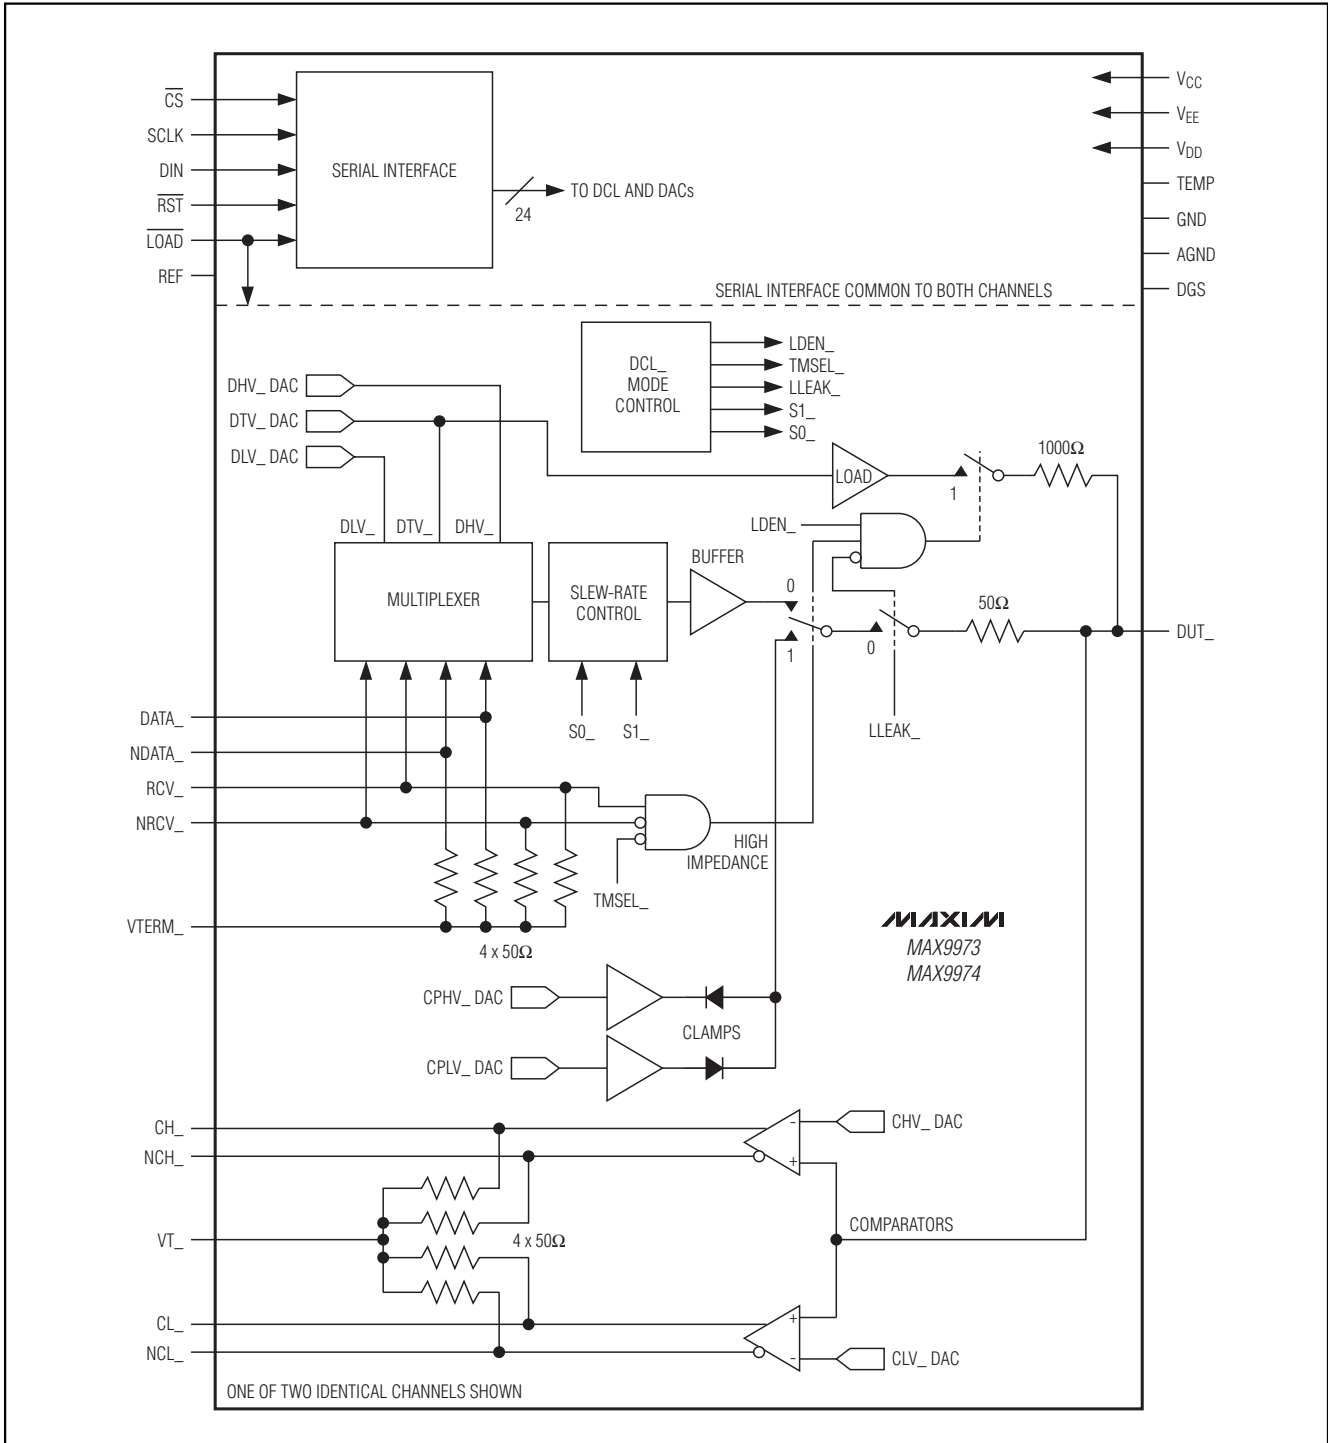 CS
SCLK
DIN
RST
LOAD
REF
SERIAL INTERFACE
24
TO DCL AND DACs
VCC
VEE
VDD
TEMP
GND
AGND
DGS
SERIAL INTERFACE COMMON TO BOTH CHANNELS
DCL_
MODE
CONTROL
LDEN_
TMSEL_
LLEAK_
S1_
S0_
DHV_ DAC
DTV_ DAC
DLV_ DAC
LOAD
1
1000Ω
DLV_ DTV_ DHV_
MULTIPLEXER
SLEW-RATE
CONTROL
BUFFER
LDEN_
0
1
0
50Ω
DUT_
LLEAK_
S0_ S1_
DATA_
NDATA_
RCV_
NRCV_
VTERM_
TMSEL_
HIGH
IMPEDANCE
4 x 50Ω
MAXIM
MAX9973
MAX9974
CPHV_ DAC
CLAMPS
CPLV_ DAC
CH_
NCH_
VT_
CL_
NCL_
4 x 50Ω
-
+
CHV_ DAC
COMPARATORS
+
-
CLV_ DAC
ONE OF TWO IDENTICAL CHANNELS SHOWN